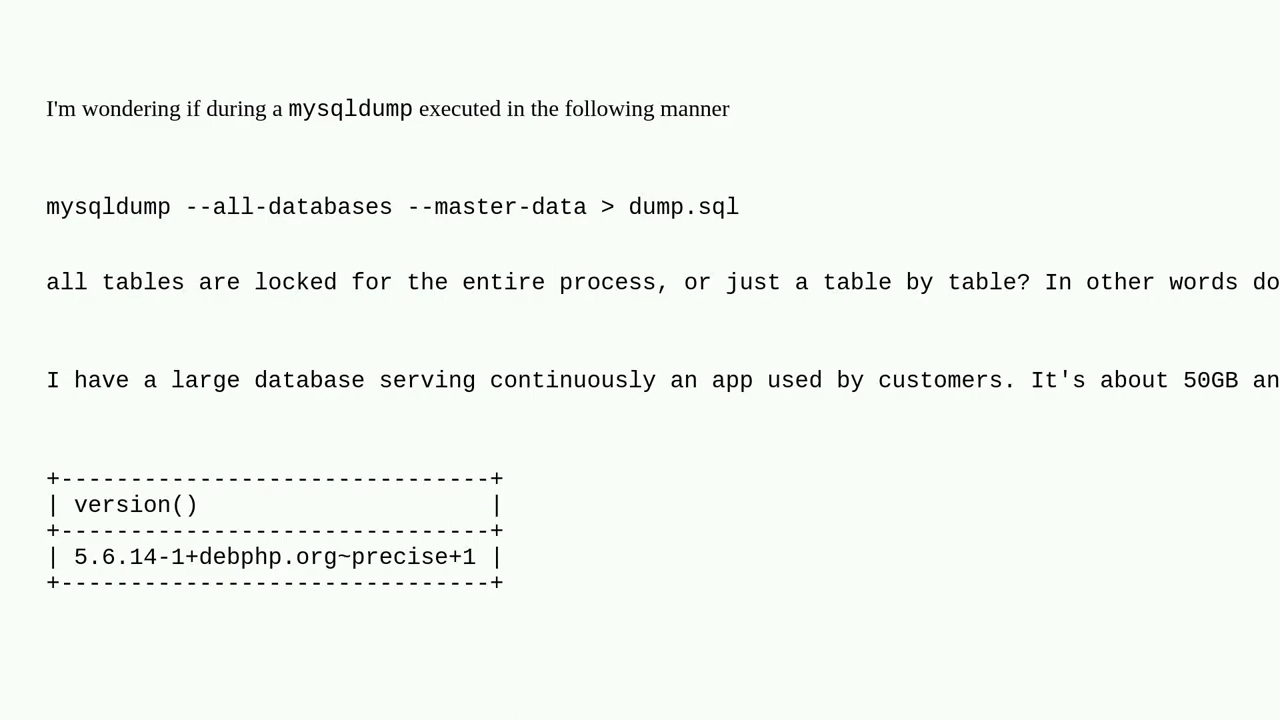 I'm wondering if during a mysqldump executed in the following manner
mysqldump --all-databases --master-data > dump.sql
all tables are locked for the entire process, or just a table by table? In other words do
I have a large database serving continuously an app used by customers. It's about 50GB an
+-------------------------------+
| version()                     |
+-------------------------------+
| 5.6.14-1+debphp.org~precise+1 |
+-------------------------------+